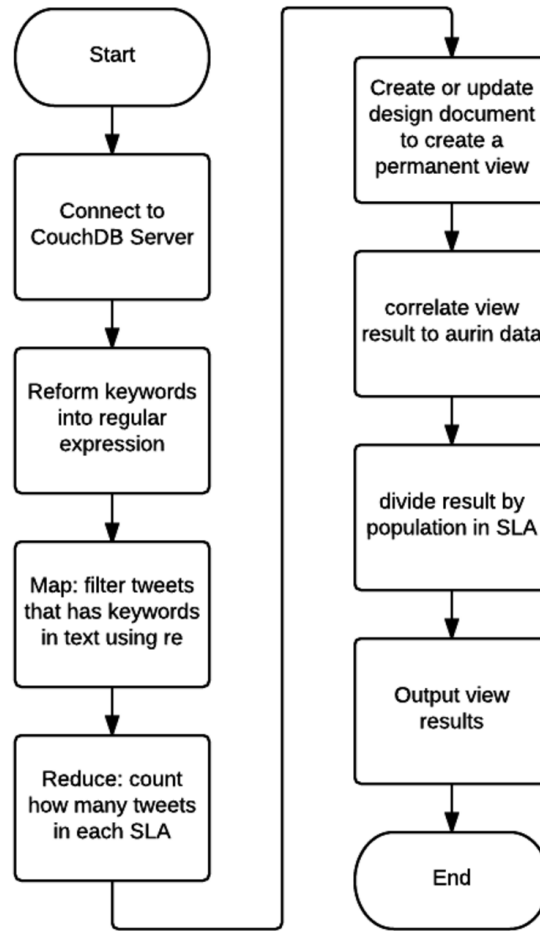 Start
Connect to
CouchDB Server
Reform keywords
into regular
expression
Map: filter tweets
that has keywords
in text using re
Reduce: count
how many tweets
in each SLA
Create or update
design document
to create a
permanent view
correlate view
result to aurin data
divide result by
population in SLA
Output view
results
End